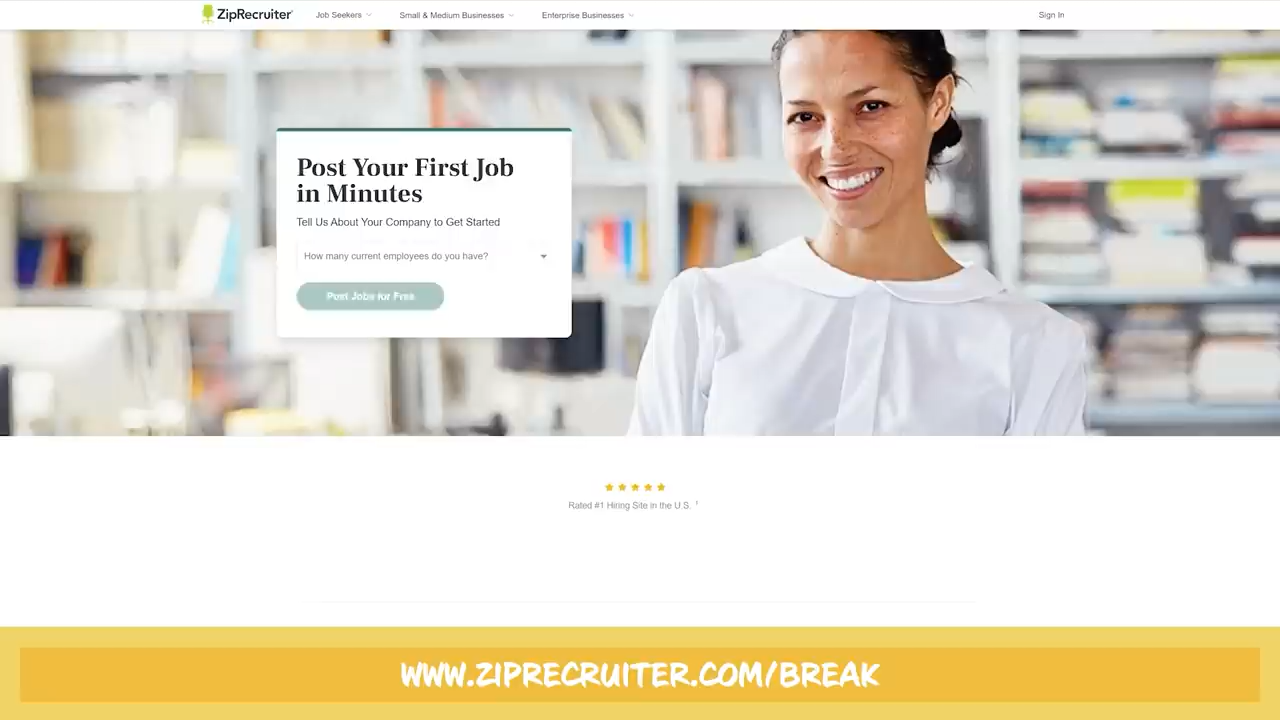 ZipRecruiter
Job Seekers
Small & Medium Businesses
Enterprise Businesses
Sign In
Post Your First Job
in Minutes
Tell Us About Your Company to Get Started
How many current employees do you have?
Post Jobs for Free
Rated #1 Hiring Site in the U.S. ¹
WWW.ZIPRECRUITER.COM/BREAK